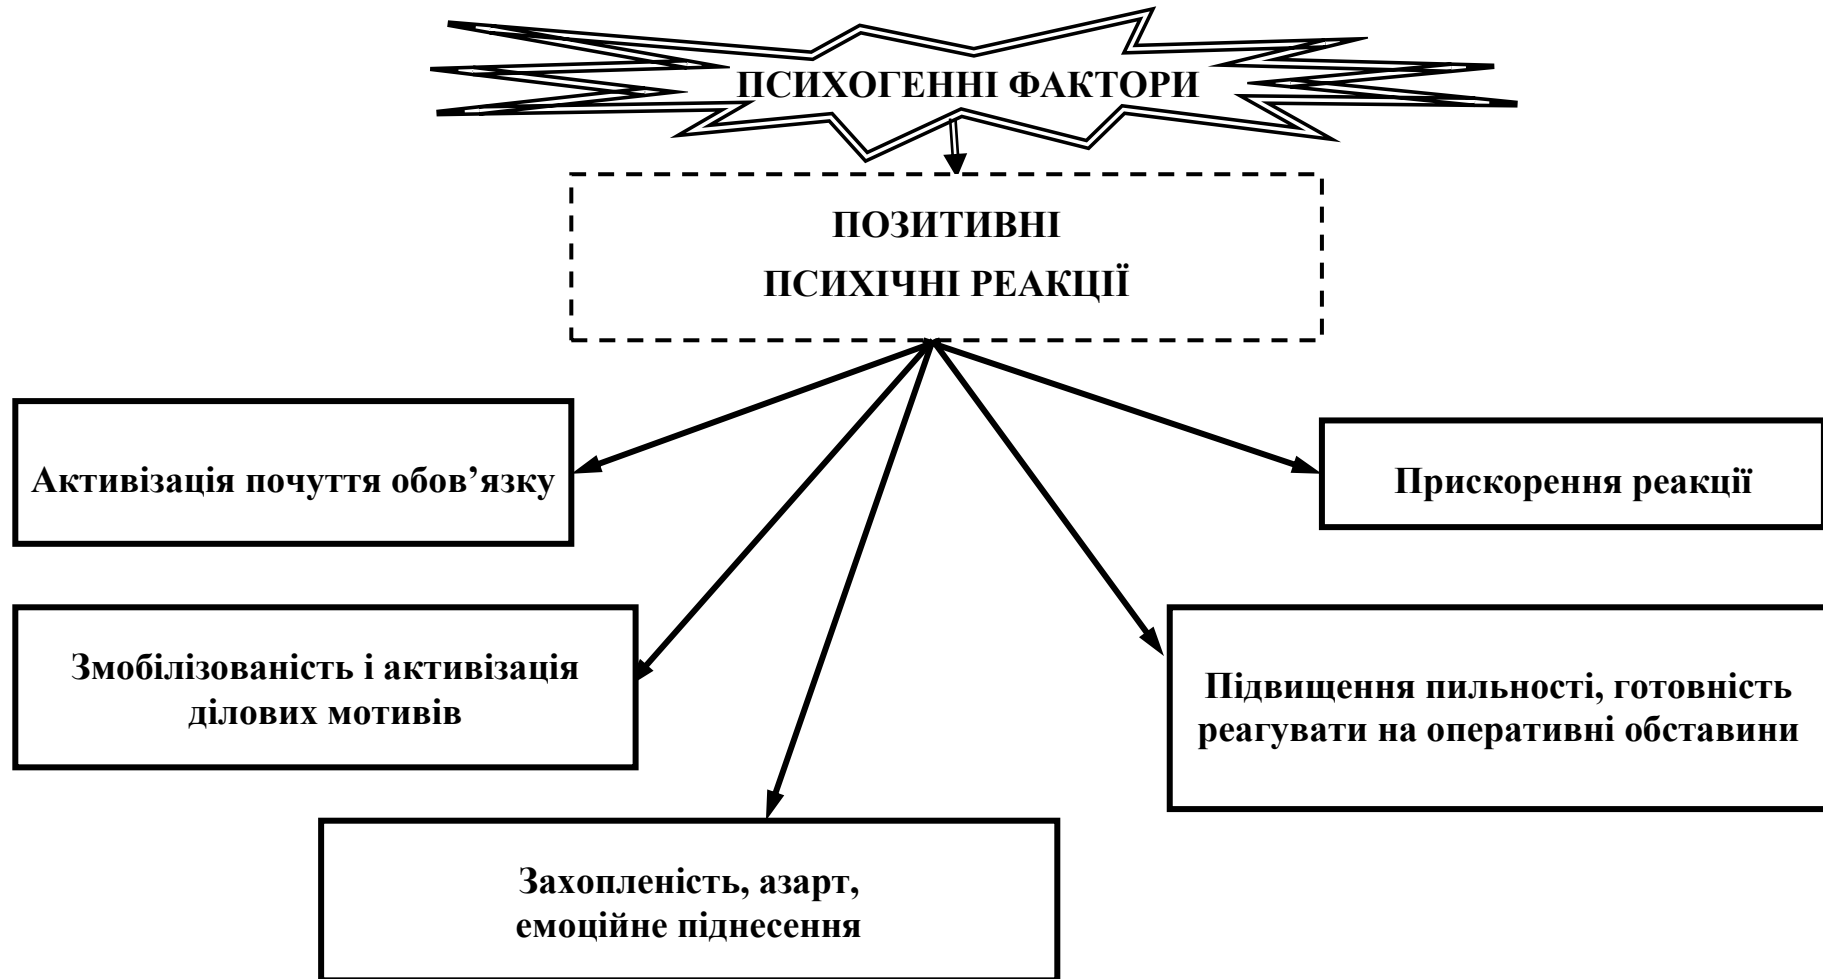 ПСИХОГЕННІ ФАКТОРИ
ПОЗИТИВНІ
ПСИХІЧНІ РЕАКЦІЇ
Активізація почуття обов’язку
Прискорення реакції
Змобілізованість і активізація
ділових мотивів
Підвищення пильності, готовність
реагувати на оперативні обставини
Захопленість, азарт,
емоційне піднесення